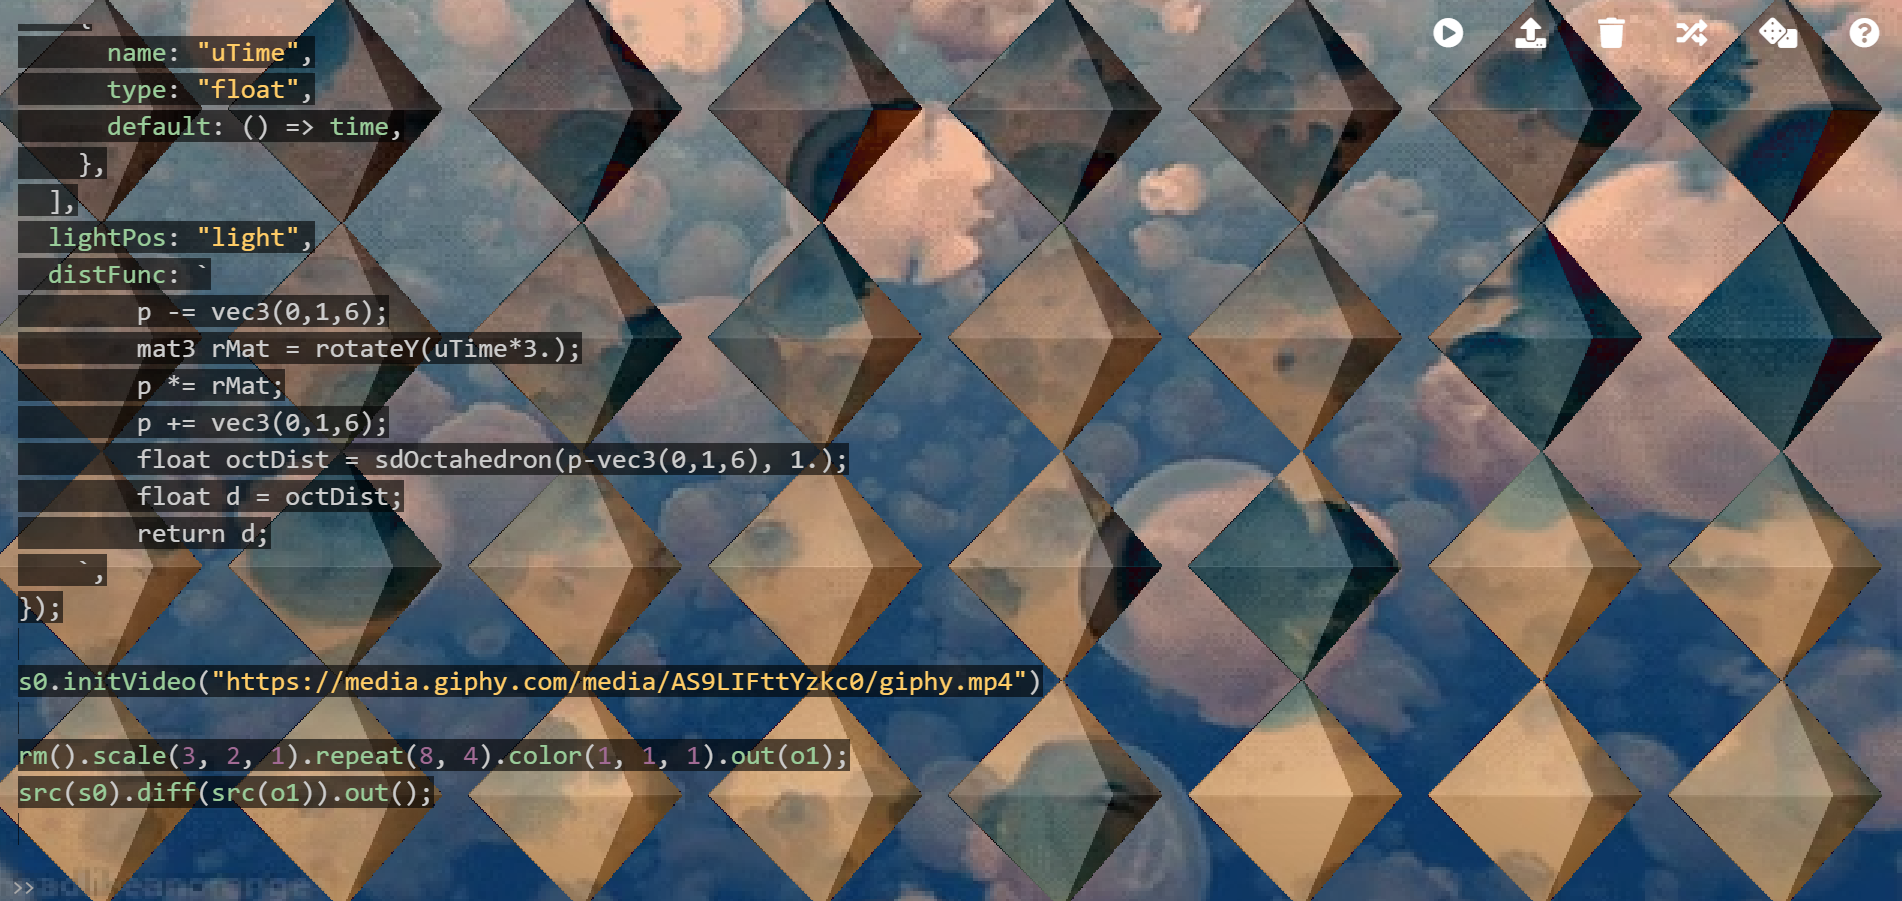 name: "uTime",
type: "float",
default: () => time,
},
],
lightPos: "light",
distFunc: `
p -= vec3(0,1,6);
mat3 rMat = rotateY(uTime*3.);
p *= rMat;
p += vec3(0,1,6);
float octDist = sdOctahedron(p-vec3(0,1,6), 1.);
float d = octDist;
return d;
`,
});
s0.initVideo("https://media.giphy.com/media/AS9LIFttYzkc0/giphy.mp4")
rm().scale(3, 2, 1).repeat(8, 4).color(1, 1, 1).out(o1);
src(s0).diff(src(o1)).out();
>>